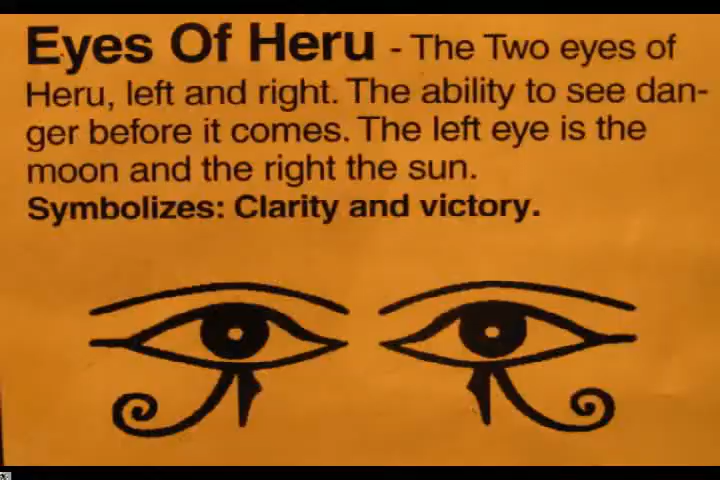 Eyes Of Heru - The Two eyes of
Heru, left and right. The ability to see dan-
ger before it comes. The left eye is the
moon and the right the sun.
Symbolizes: Clarity and victory.